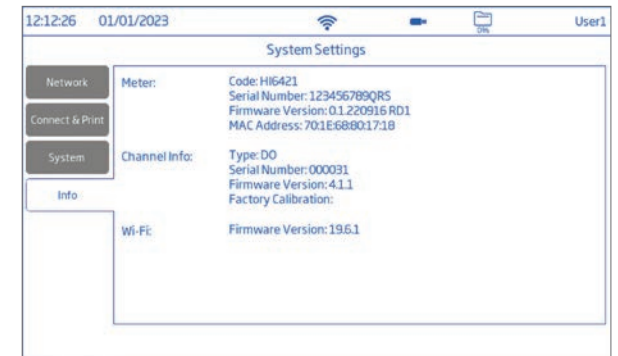 12:12:26 01/01/2023 0% User1
System Settings
Network
Connect & Print
System
Info
Meter:
Code: HI6421
Serial Number: 123456789QRS
Firmware Version: 0.1.220916 RD1
MAC Address: 70:1E:68:80:17:18
Channel Info:
Type: DO
Serial Number: 000031
Firmware Version: 4.1.1
Factory Calibration:
Wi-Fi:
Firmware Version: 19.6.1